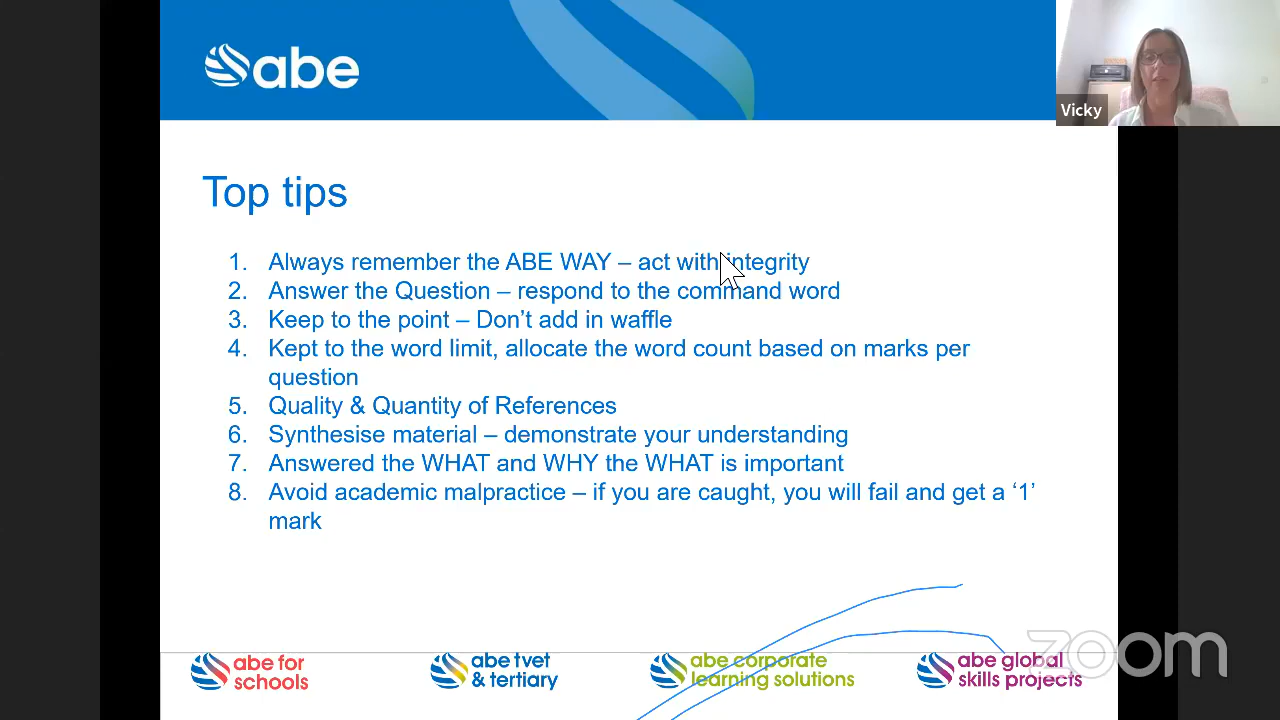 abe
Vicky
Top tips
1. Always remember the ABE WAY – act with integrity
2. Answer the Question – respond to the command word
3. Keep to the point – Don’t add in waffle
4. Kept to the word limit, allocate the word count based on marks per
question
5. Quality & Quantity of References
6. Synthesise material – demonstrate your understanding
7. Answered the WHAT and WHY the WHAT is important
8. Avoid academic malpractice – if you are caught, you will fail and get a ‘1’
mark
abe for
schools
abe tvet
& tertiary
abe corporate
learning solutions
abe global
skills projects
zoom